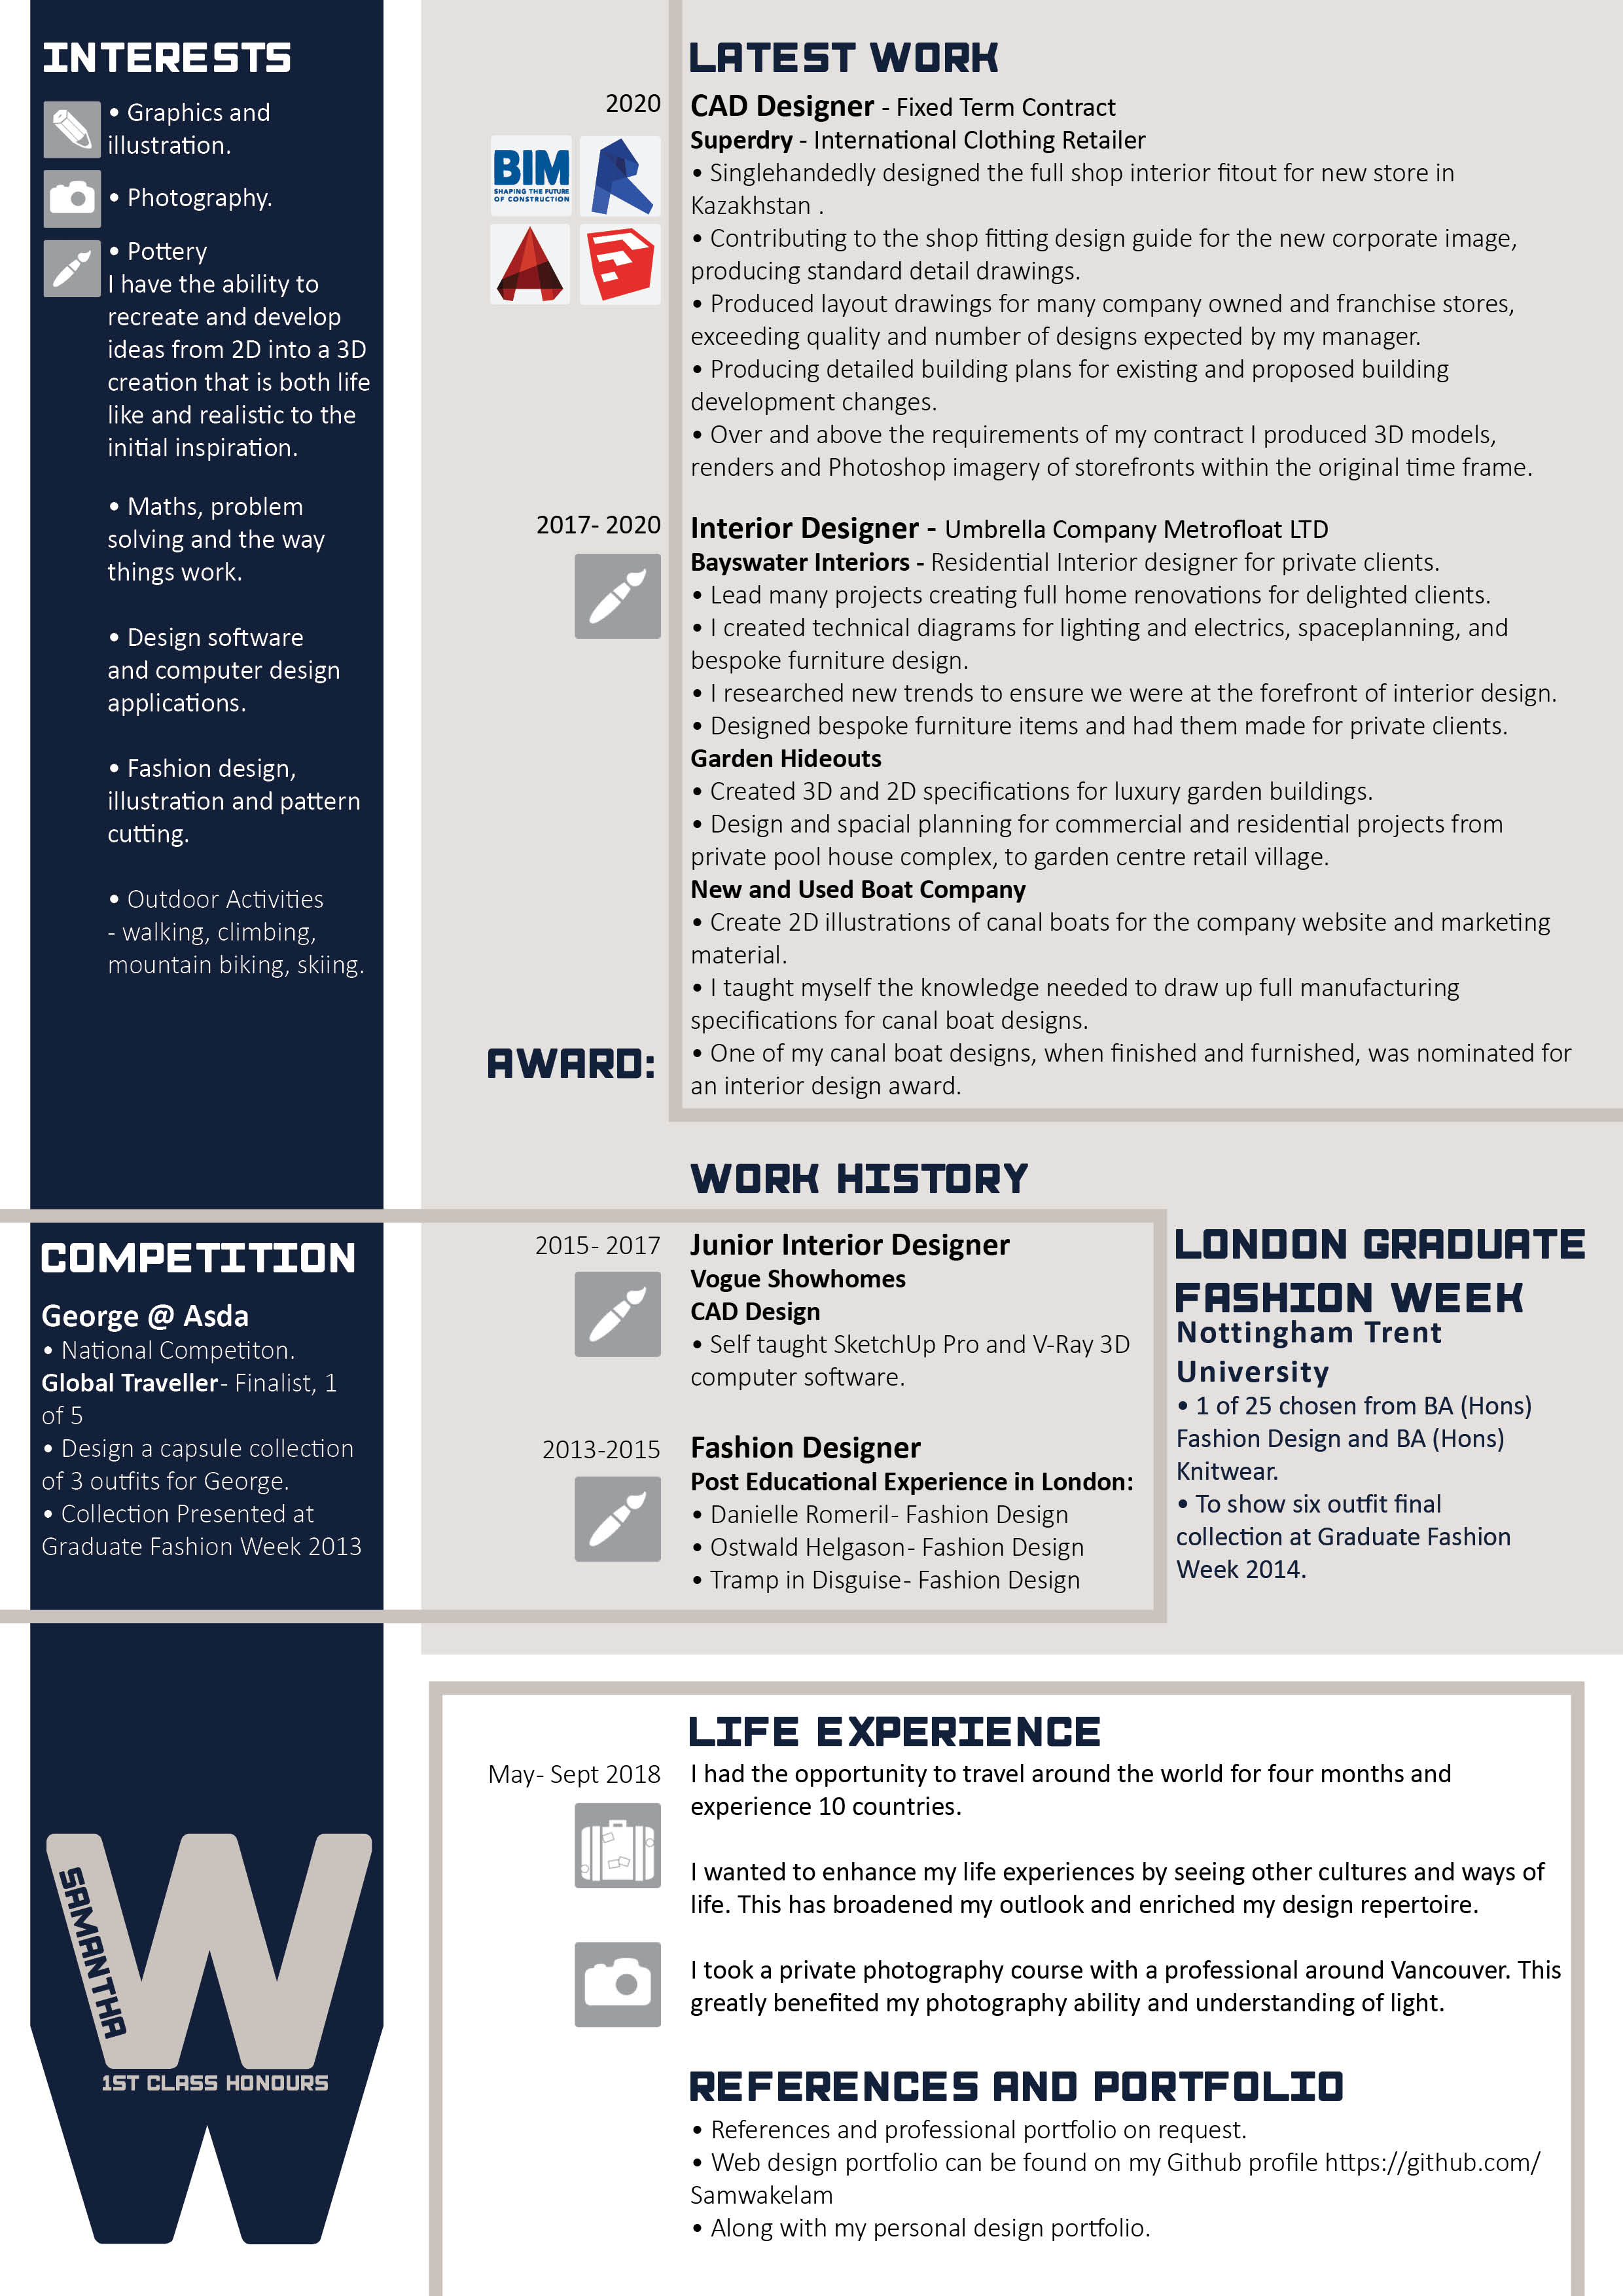 INTERESTS
• Graphics and
illustration.
• Photography.
• Pottery
I have the ability to
recreate and develop
ideas from 2D into a 3D
creation that is both life
like and realistic to the
initial inspiration.
• Maths, problem
solving and the way
things work.
• Design software
and computer design
applications.
• Fashion design,
illustration and pattern
cutting.
• Outdoor Activities
- walking, climbing,
mountain biking, skiing.
COMPETITION
George @ Asda
• National Competiton.
Global Traveller- Finalist, 1
of 5
• Design a capsule collection
of 3 outfits for George.
• Collection Presented at
Graduate Fashion Week 2013
W
SAMANTHA
1ST CLASS HONOURS
LATEST WORK
2020
BIM
SHAPING THE FUTURE
OF CONSTRUCTION
CAD Designer - Fixed Term Contract
Superdry - International Clothing Retailer
• Singlehandedly designed the full shop interior fitout for new store in
Kazakhstan .
• Contributing to the shop fitting design guide for the new corporate image,
producing standard detail drawings.
• Produced layout drawings for many company owned and franchise stores,
exceeding quality and number of designs expected by my manager.
• Producing detailed building plans for existing and proposed building
development changes.
• Over and above the requirements of my contract I produced 3D models,
renders and Photoshop imagery of storefronts within the original time frame.
2017- 2020
Interior Designer - Umbrella Company Metrofloat LTD
Bayswater Interiors - Residential Interior designer for private clients.
• Lead many projects creating full home renovations for delighted clients.
• I created technical diagrams for lighting and electrics, spaceplanning, and
bespoke furniture design.
• I researched new trends to ensure we were at the forefront of interior design.
• Designed bespoke furniture items and had them made for private clients.
Garden Hideouts
• Created 3D and 2D specifications for luxury garden buildings.
• Design and spacial planning for commercial and residential projects from
private pool house complex, to garden centre retail village.
New and Used Boat Company
• Create 2D illustrations of canal boats for the company website and marketing
material.
• I taught myself the knowledge needed to draw up full manufacturing
specifications for canal boat designs.
AWARD:
• One of my canal boat designs, when finished and furnished, was nominated for
an interior design award.
WORK HISTORY
2015- 2017
Junior Interior Designer
Vogue Showhomes
CAD Design
• Self taught SketchUp Pro and V-Ray 3D
computer software.
2013-2015
Fashion Designer
Post Educational Experience in London:
• Danielle Romeril- Fashion Design
• Ostwald Helgason- Fashion Design
• Tramp in Disguise- Fashion Design
LONDON GRADUATE
FASHION WEEK
Nottingham Trent
University
• 1 of 25 chosen from BA (Hons)
Fashion Design and BA (Hons)
Knitwear.
• To show six outfit final
collection at Graduate Fashion
Week 2014.
LIFE EXPERIENCE
May- Sept 2018
I had the opportunity to travel around the world for four months and
experience 10 countries.
I wanted to enhance my life experiences by seeing other cultures and ways of
life. This has broadened my outlook and enriched my design repertoire.
I took a private photography course with a professional around Vancouver. This
greatly benefited my photography ability and understanding of light.
REFERENCES AND PORTFOLIO
• References and professional portfolio on request.
• Web design portfolio can be found on my Github profile https://github.com/
Samwakelam
• Along with my personal design portfolio.